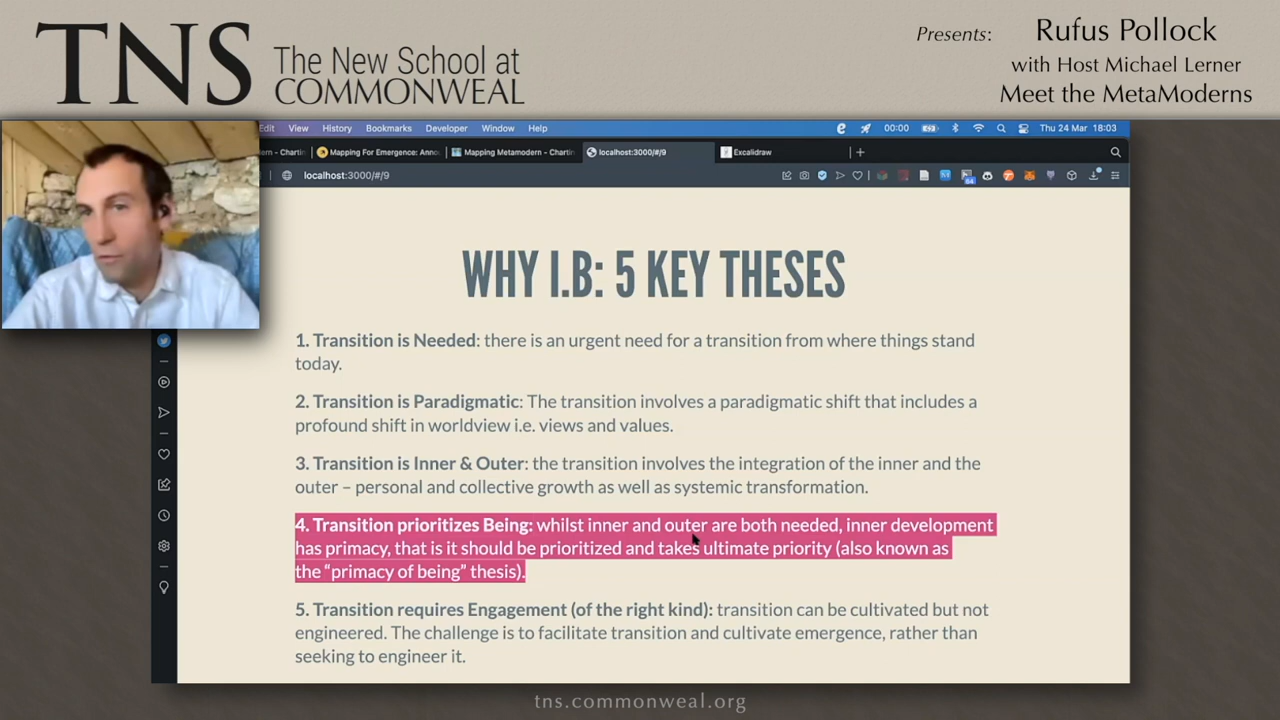 TNS
The New School at
COMMONWEAL
Presents: Rufus Pollock
with Host Michael Lerner
Meet the MetaModerns
Edit View History Bookmarks Developer Window Help 00:00 Thu 24 Mar 18:03
ern - Chartin Mapping For Emergence: Anno Mapping Metamodern - Chartin localhost:3000/#/9 Excalidraw
localhost:3000/#/9
WHY I.B: 5 KEY THESES
1. Transition is Needed: there is an urgent need for a transition from where things stand
today.
2. Transition is Paradigmatic: The transition involves a paradigmatic shift that includes a
profound shift in worldview i.e. views and values.
3. Transition is Inner & Outer: the transition involves the integration of the inner and the
outer – personal and collective growth as well as systemic transformation.
4. Transition prioritizes Being: whilst inner and outer are both needed, inner development
has primacy, that is it should be prioritized and takes ultimate priority (also known as
the “primacy of being” thesis).
5. Transition requires Engagement (of the right kind): transition can be cultivated but not
engineered. The challenge is to facilitate transition and cultivate emergence, rather than
seeking to engineer it.
tns.commonweal.org